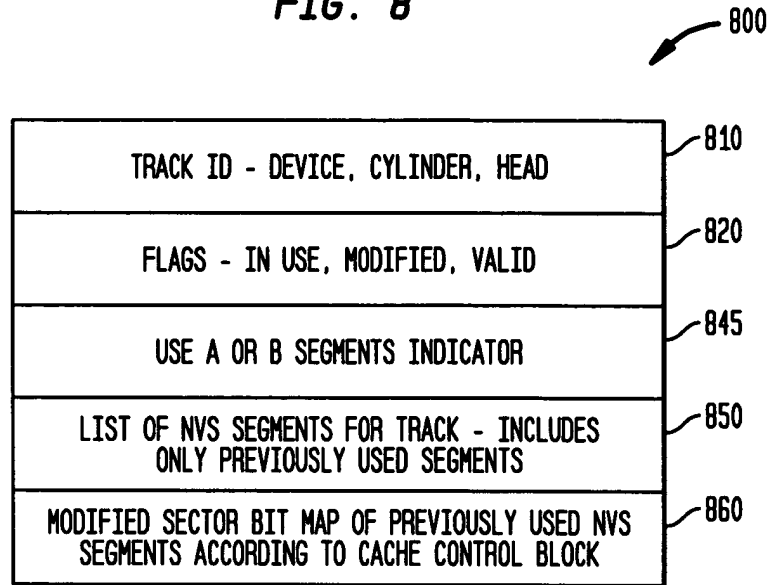 FIG. 8
800
TRACK ID - DEVICE, CYLINDER, HEAD
810
FLAGS - IN USE, MODIFIED, VALID
820
USE A OR B SEGMENTS INDICATOR
845
LIST OF NVS SEGMENTS FOR TRACK - INCLUDES
ONLY PREVIOUSLY USED SEGMENTS
850
MODIFIED SECTOR BIT MAP OF PREVIOUSLY USED NVS
SEGMENTS ACCORDING TO CACHE CONTROL BLOCK
860